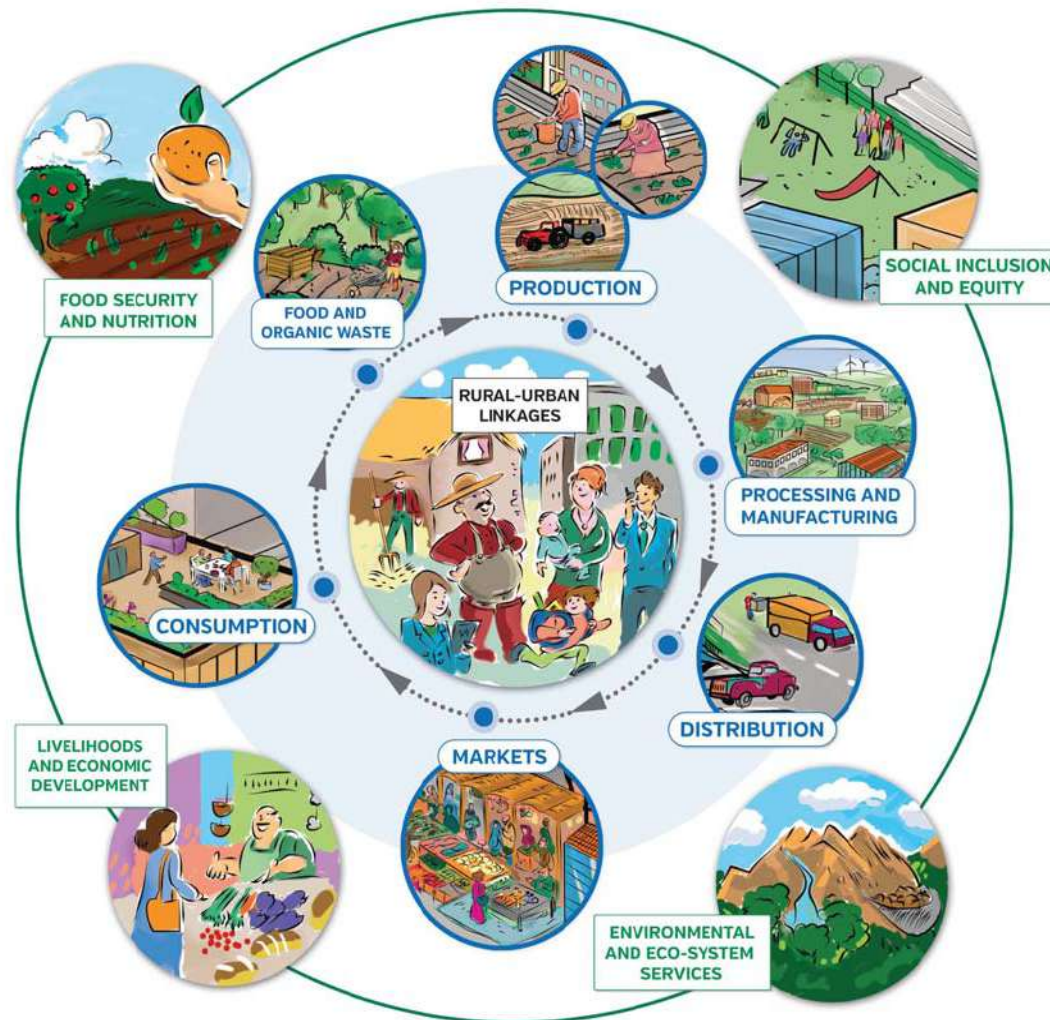 FOOD SECURITY
AND NUTRITION
FOOD AND
ORGANIC WASTE
PRODUCTION
SOCIAL INCLUSION
AND EQUITY
RURAL-URBAN
LINKAGES
PROCESSING AND
MANUFACTURING
CONSUMPTION
DISTRIBUTION
MARKETS
LIVELIHOODS
AND ECONOMIC
DEVELOPMENT
ENVIRONMENTAL
AND ECO-SYSTEM
SERVICES